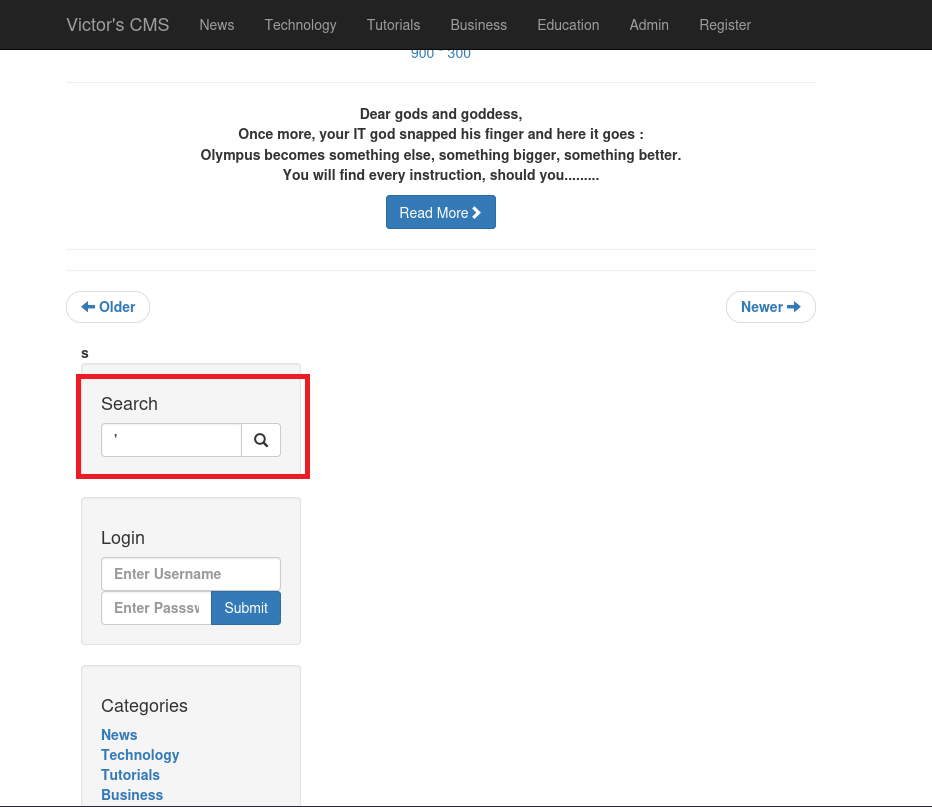 Victor's CMS News Technology Tutorials Business Education Admin Register
900 * 300
Dear gods and goddess,
Once more, your IT god snapped his finger and here it goes :
Olympus becomes something else, something bigger, something better.
You will find every instruction, should you.........
Read More
Older Newer
s
Search
'
Login
Enter Username
Enter Passsv Submit
Categories
News
Technology
Tutorials
Business